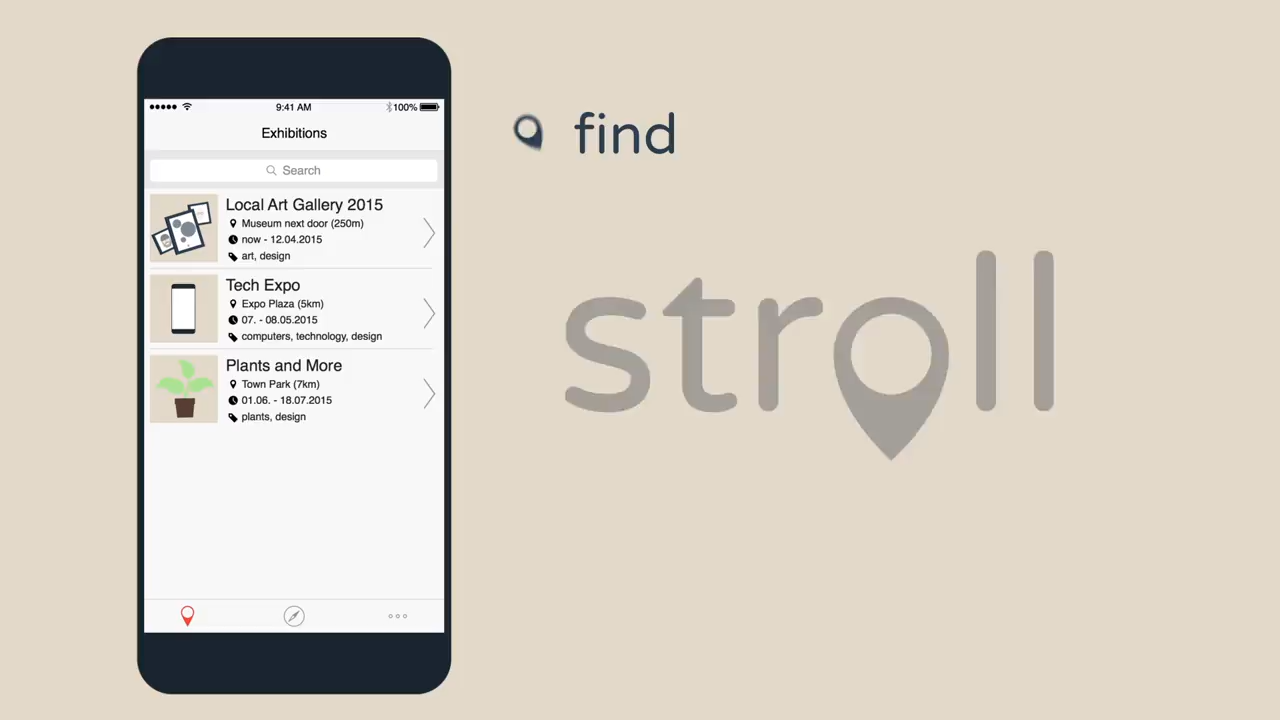 9:41 AM
100%
Exhibitions
Search
Local Art Gallery 2015
Museum next door (250m)
now - 12.04.2015
art, design
Tech Expo
Expo Plaza (5km)
07. - 08.05.2015
computers, technology, design
Plants and More
Town Park (7km)
01.06. - 18.07.2015
plants, design
find
stroll